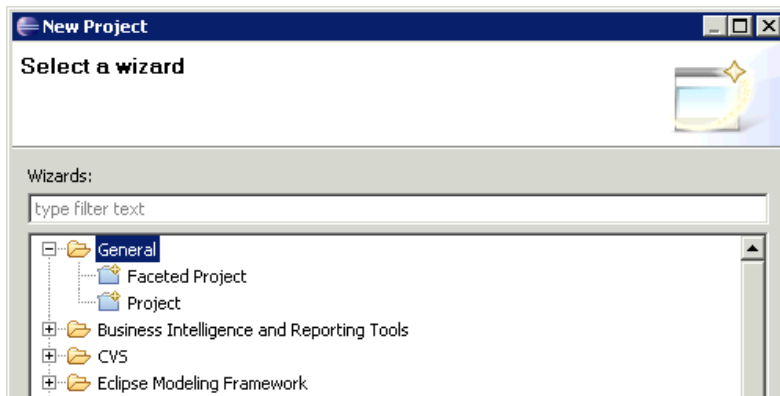 New Project
Select a wizard
Wizards:
type filter text
General
Faceted Project
Project
Business Intelligence and Reporting Tools
CVS
Eclipse Modeling Framework